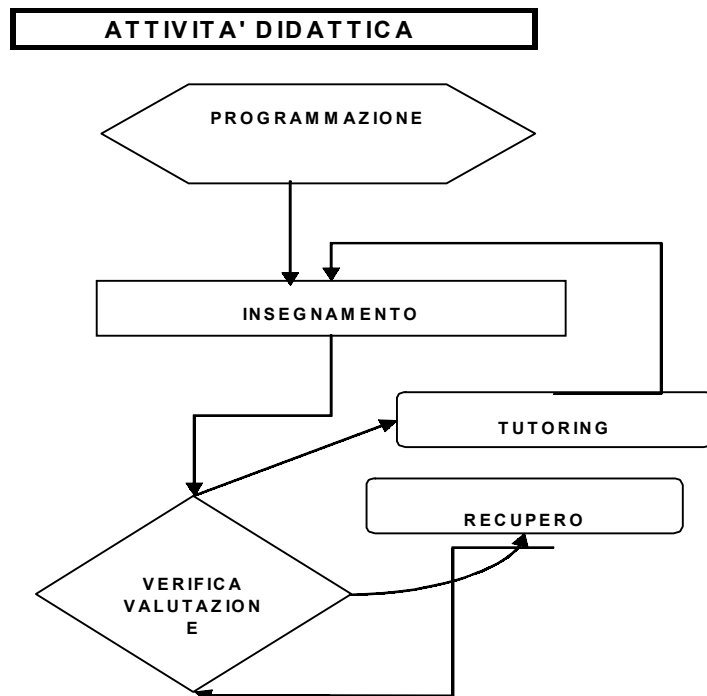 ATTIVITA' DIDATTICA
PROGRAMMAZIONE
INSEGNAMENTO
TUTORING
RECUPERO
VERIFICA
VALUTAZION
E